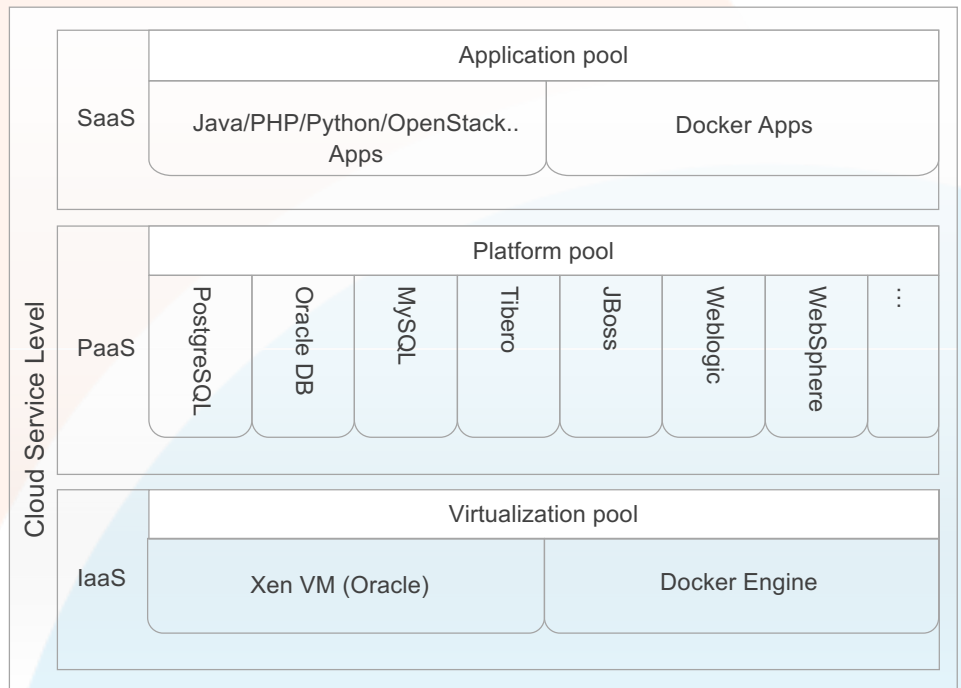 Cloud Service Level
SaaS
Application pool
Java/PHP/Python/OpenStack..
Apps
Docker Apps
PaaS
Platform pool
PostgreSQL
Oracle DB
MySQL
Tibero
JBoss
Weblogic
WebSphere
…
IaaS
Virtualization pool
Xen VM (Oracle)
Docker Engine